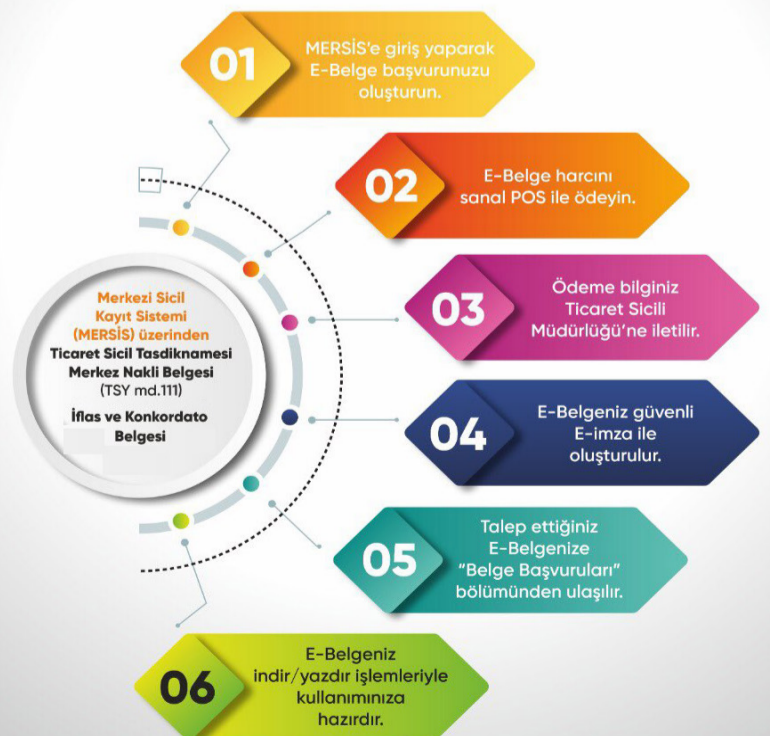 01
MERSİS'e giriş yaparak
E-Belge başvurunuzu
oluşturun.
02
E-Belge harcını
sanal POS ile ödeyin.
03
Ödeme bilginiz
Ticaret Sicili
Müdürlüğü'ne iletilir.
Merkezi Sicil
Kayıt Sistemi
(MERSİS) üzerinden
Ticaret Sicil Tasdiknamesi
Merkez Nakli Belgesi
(TSY md.111)
İflas ve Konkordato
Belgesi
04
E-Belgeniz güvenli
E-imza ile
oluşturulur.
05
Talep ettiğiniz
E-Belgenize
"Belge Başvuruları"
bölümünden ulaşılır.
06
E-Belgeniz
indir/yazdır işlemleriyle
kullanımınıza
hazırdır.